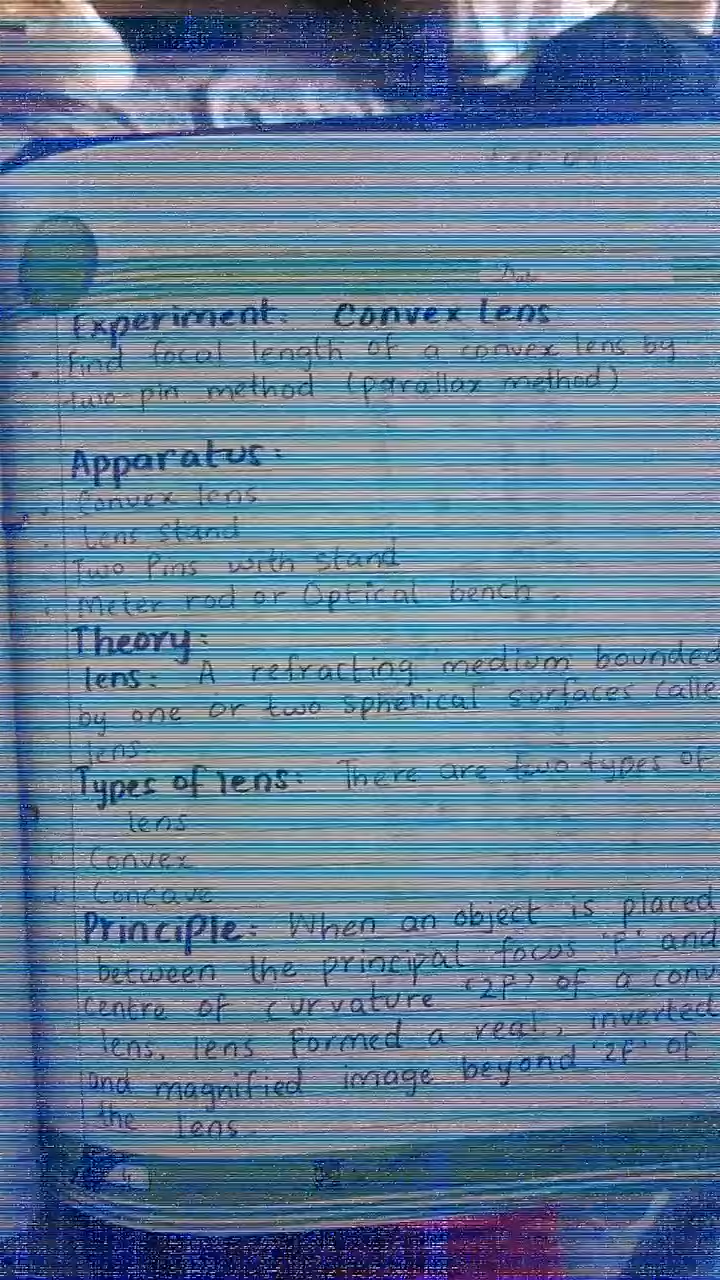 Date
Experiment: Convex Lens
Find focal length of a convex lens by
two pin method (parallax method)
Apparatus:
Convex lens
Lens Stand
Two Pins with stand
Meter rod or Optical bench.
Theory:
lens: A refracting medium bounded
by one or two spherical surfaces calle
lens.
Types of lens: There are two types of
lens
Convex
Concave
Principle: When an object is placed
between the principal focus 'F' and
centre of curvature '2F' of a conv
lens, lens formed a real, inverted
and magnified image beyond '2F' of
the lens